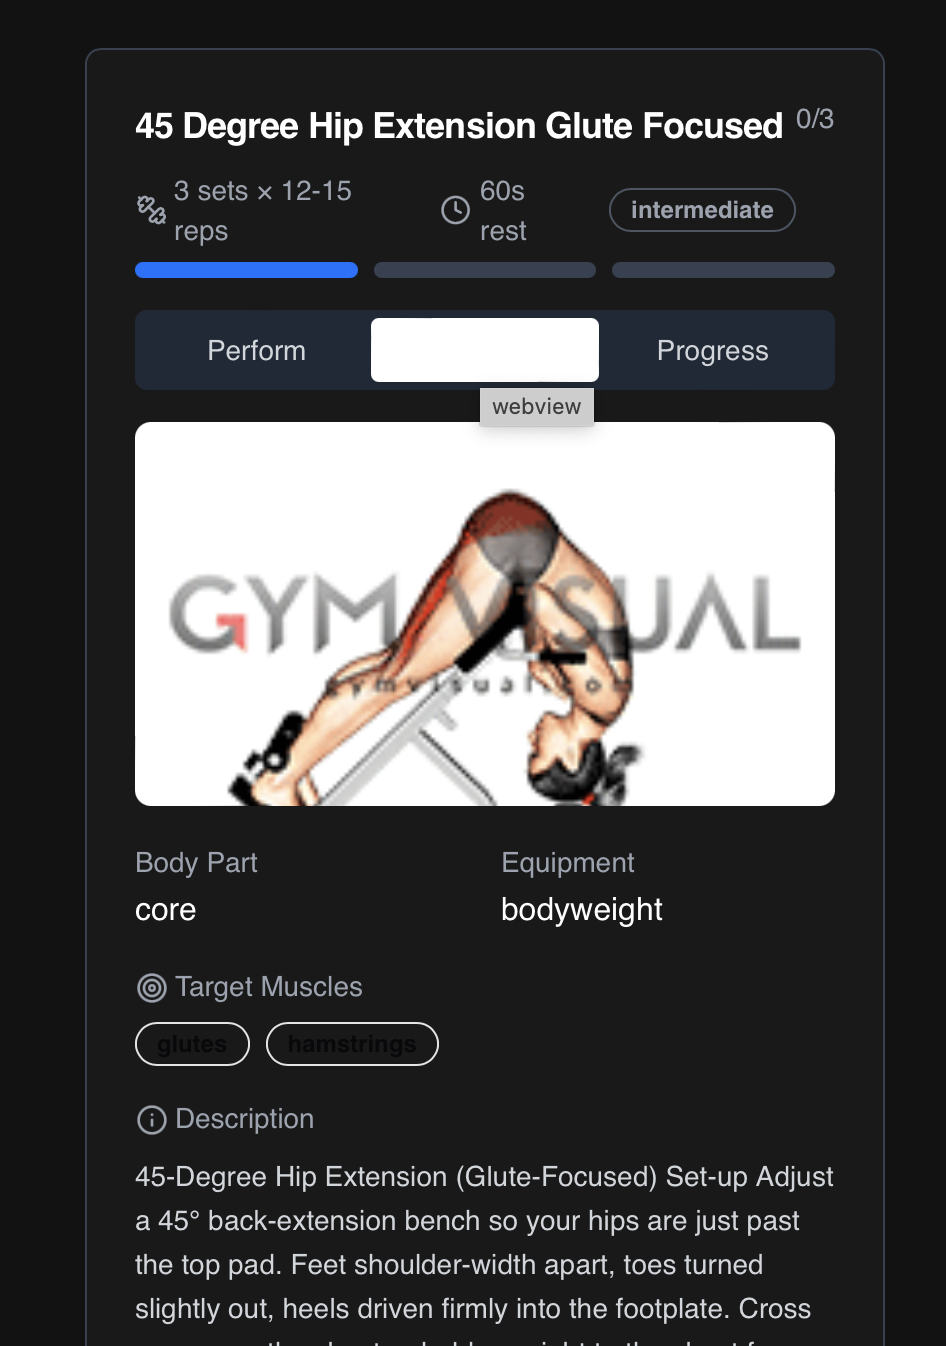 45 Degree Hip Extension Glute Focused
0/3
3 sets × 12-15
reps
60s
rest
intermediate
Perform
Progress
webview
GYM VISUAL
gymvisual.com
Body Part
core
Equipment
bodyweight
Target Muscles
glutes
hamstrings
Description
45-Degree Hip Extension (Glute-Focused) Set-up Adjust
a 45° back-extension bench so your hips are just past
the top pad. Feet shoulder-width apart, toes turned
slightly out, heels driven firmly into the footplate. Cross